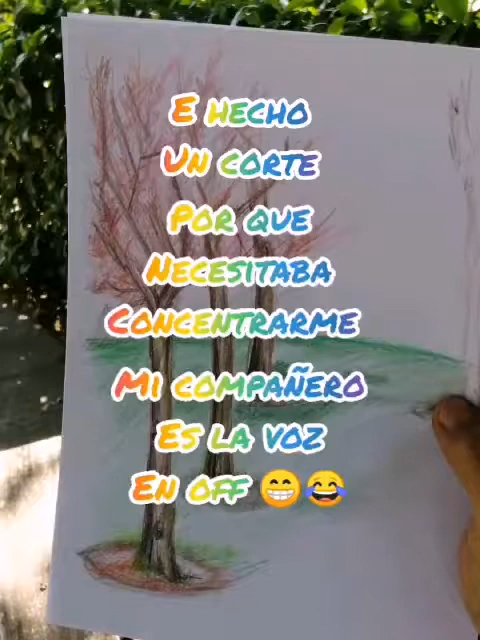 E hecho
un corte
Por que
Necesitaba
Concentrarme
Mi compañero
Es la voz
En off 😁😂